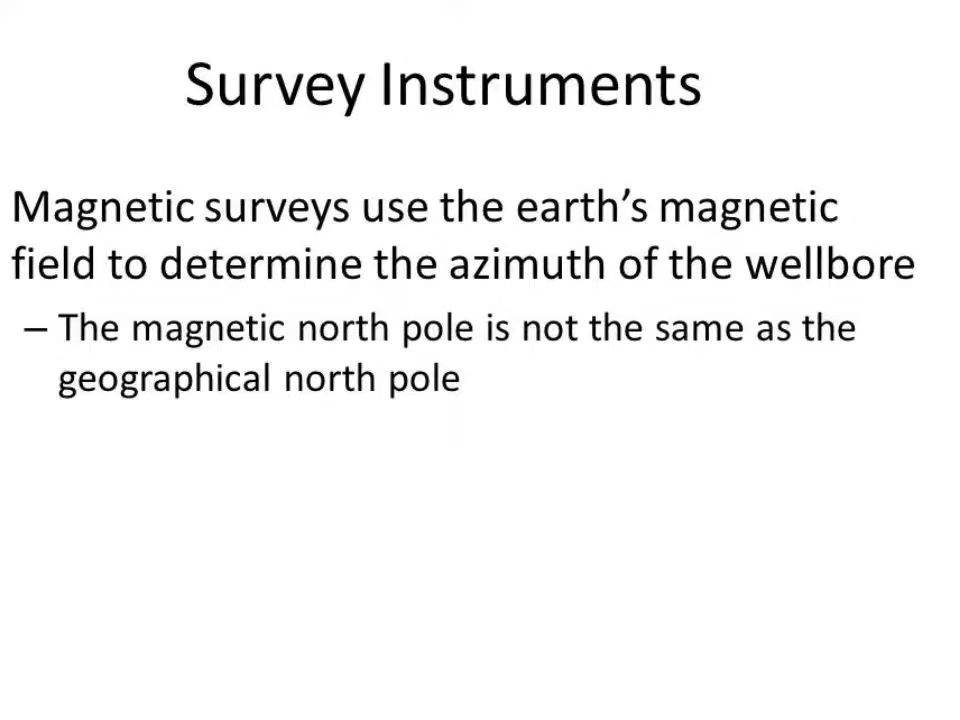 Survey Instruments
Magnetic surveys use the earth’s magnetic
field to determine the azimuth of the wellbore
– The magnetic north pole is not the same as the
geographical north pole